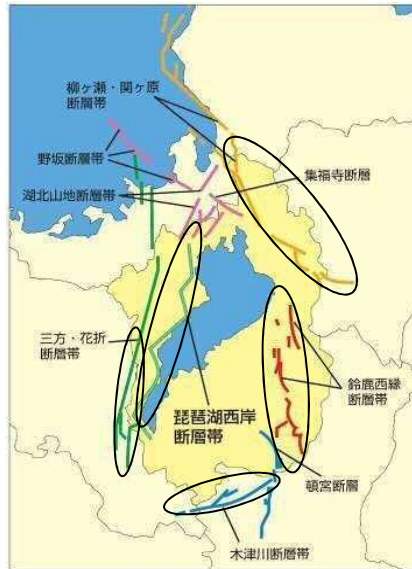 柳ヶ瀬・関ヶ原
断層帯
野坂断層帯
集福寺断層
湖北山地断層帯
三方・花折
断層帯
鈴鹿西縁
断層帯
琵琶湖西岸
断層帯
頓宮断層
木津川断層帯